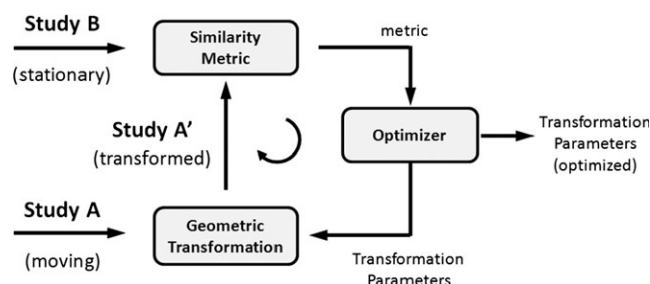 Study B
(stationary)
Similarity
Metric
metric
Study A’
(transformed)
Optimizer
Transformation
Parameters
(optimized)
Study A
(moving)
Geometric
Transformation
Transformation
Parameters